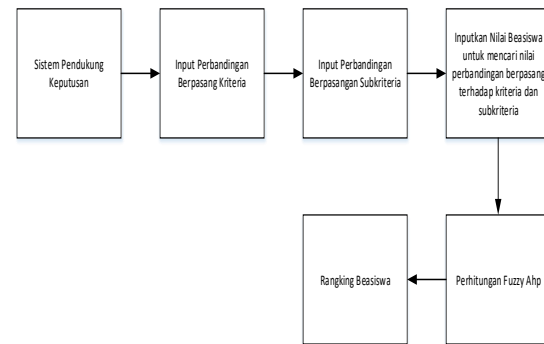 Sistem Pendukung
Keputusan
Input Perbandingan
Berpasang Kriteria
Input Perbandingan
Berpasangan Subkriteria
Inputkan Nilai Beasiswa
untuk mencari nilai
perbandingan berpasang
terhadap kriteria dan
subkriteria
Perhitungan Fuzzy Ahp
Rangking Beasiswa